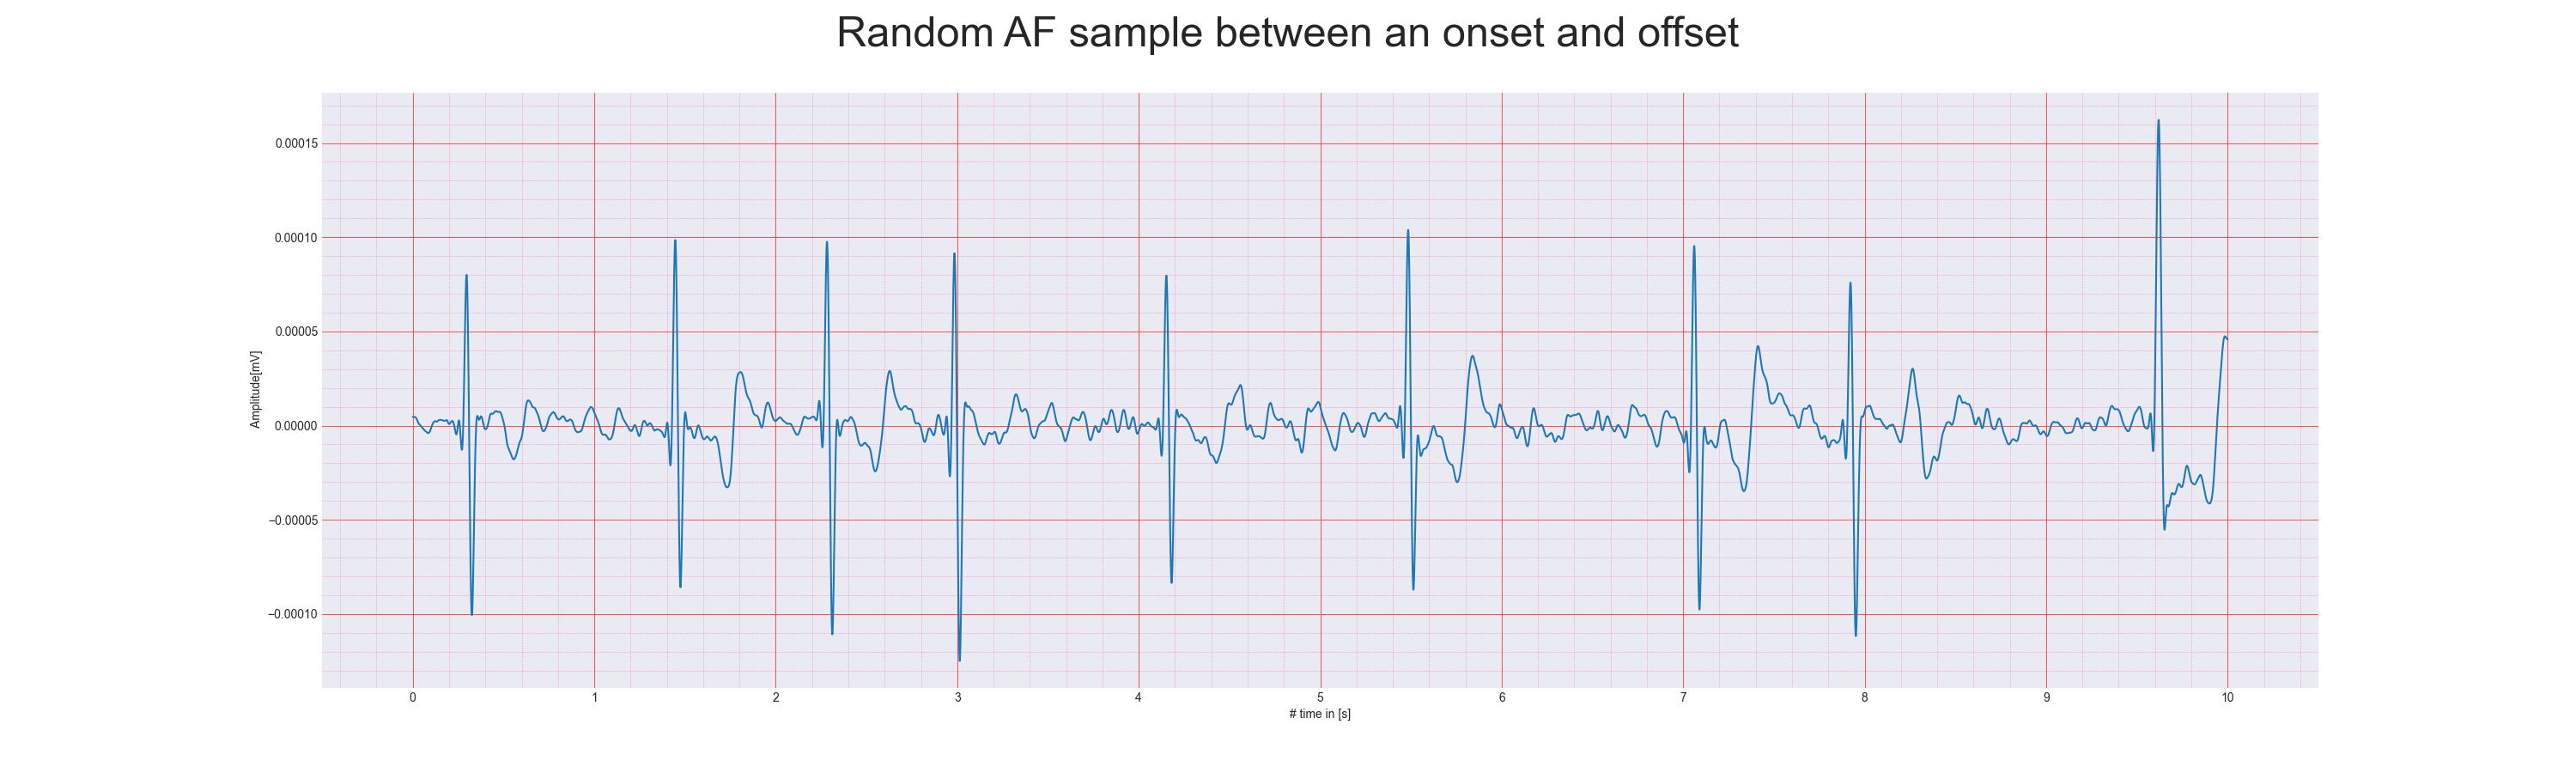 Random AF sample between an onset and offset
0.00015
0.00010
0.00005
0.00000
−0.00005
−0.00010
Amplitude[mV]
0 1 2 3 4 5 6 7 8 9 10
# time in [s]